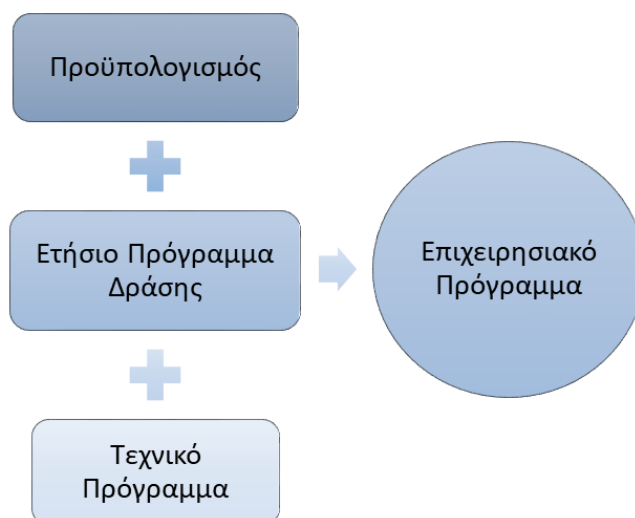 Προϋπολογισμός
Ετήσιο Πρόγραμμα
Δράσης
Επιχειρησιακό
Πρόγραμμα
Τεχνικό
Πρόγραμμα